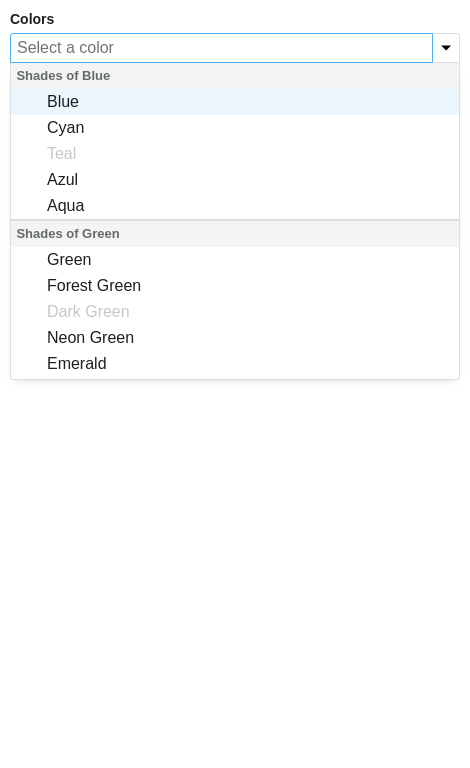 Colors
Select a color
Shades of Blue
Blue
Cyan
Teal
Azul
Aqua
Shades of Green
Green
Forest Green
Dark Green
Neon Green
Emerald